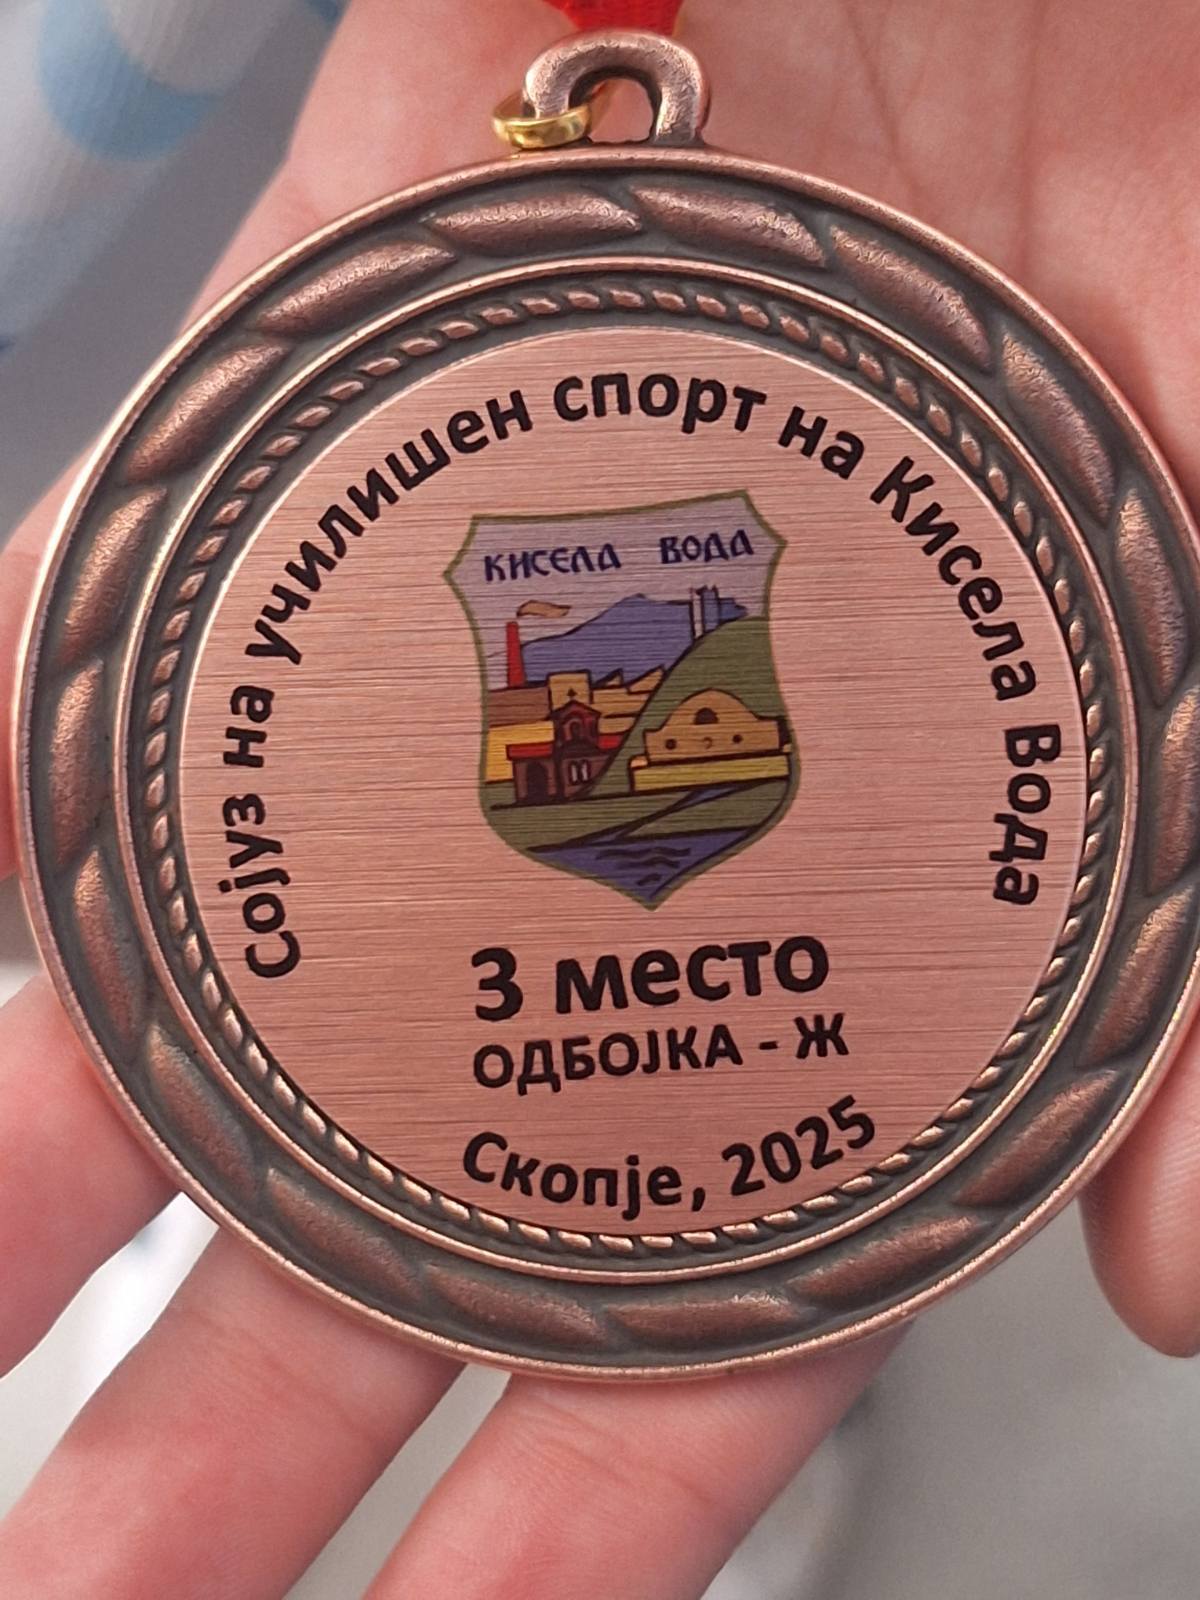 Сојуз на училишен спорт на Кисела Вода
КИСЕЛА ВОДА
3 место
ОДБОЈКА - Ж
Скопје, 2025